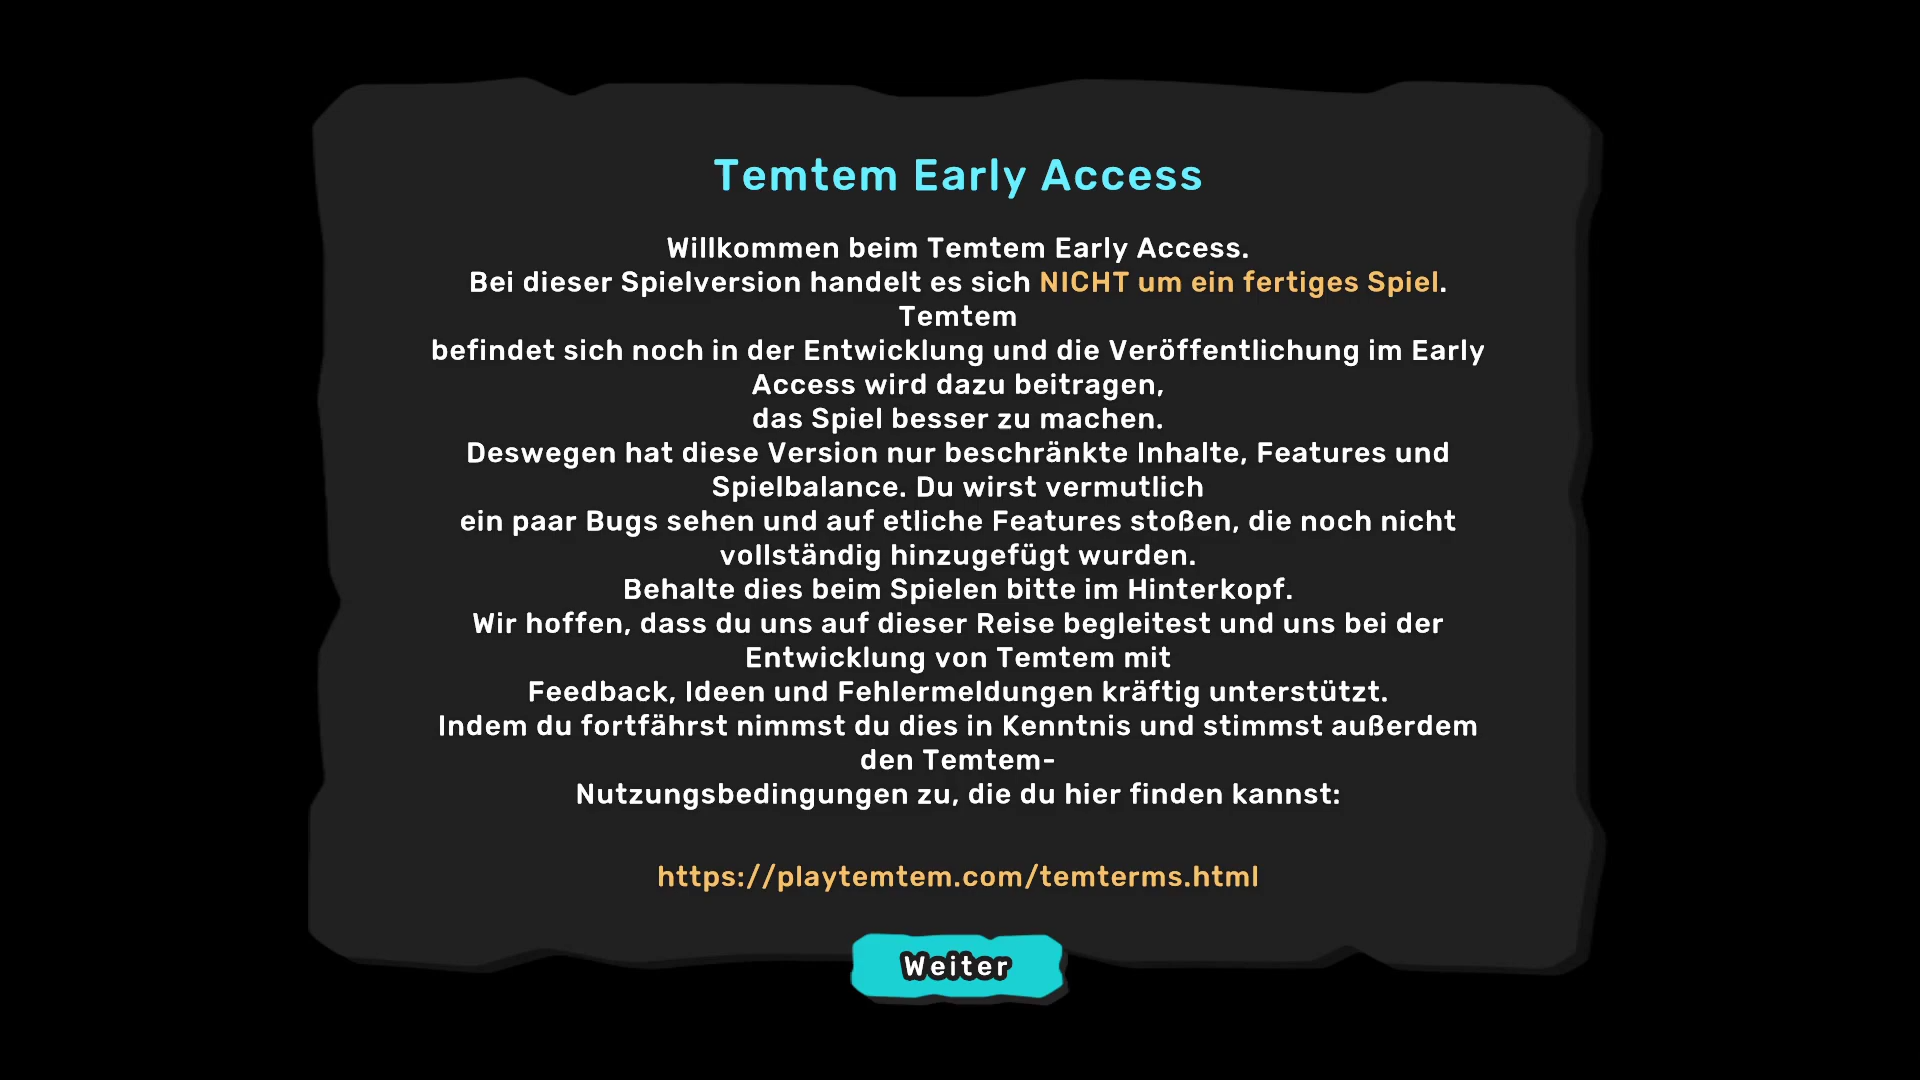 Temtem Early Access
Willkommen beim Temtem Early Access.
Bei dieser Spielversion handelt es sich NICHT um ein fertiges Spiel.
Temtem
befindet sich noch in der Entwicklung und die Veröffentlichung im Early
Access wird dazu beitragen,
das Spiel besser zu machen.
Deswegen hat diese Version nur beschränkte Inhalte, Features und
Spielbalance. Du wirst vermutlich
ein paar Bugs sehen und auf etliche Features stoßen, die noch nicht
vollständig hinzugefügt wurden.
Behalte dies beim Spielen bitte im Hinterkopf.
Wir hoffen, dass du uns auf dieser Reise begleitest und uns bei der
Entwicklung von Temtem mit
Feedback, Ideen und Fehlermeldungen kräftig unterstützt.
Indem du fortfährst nimmst du dies in Kenntnis und stimmst außerdem
den Temtem-
Nutzungsbedingungen zu, die du hier finden kannst:
https://playtemtem.com/temterms.html
Weiter